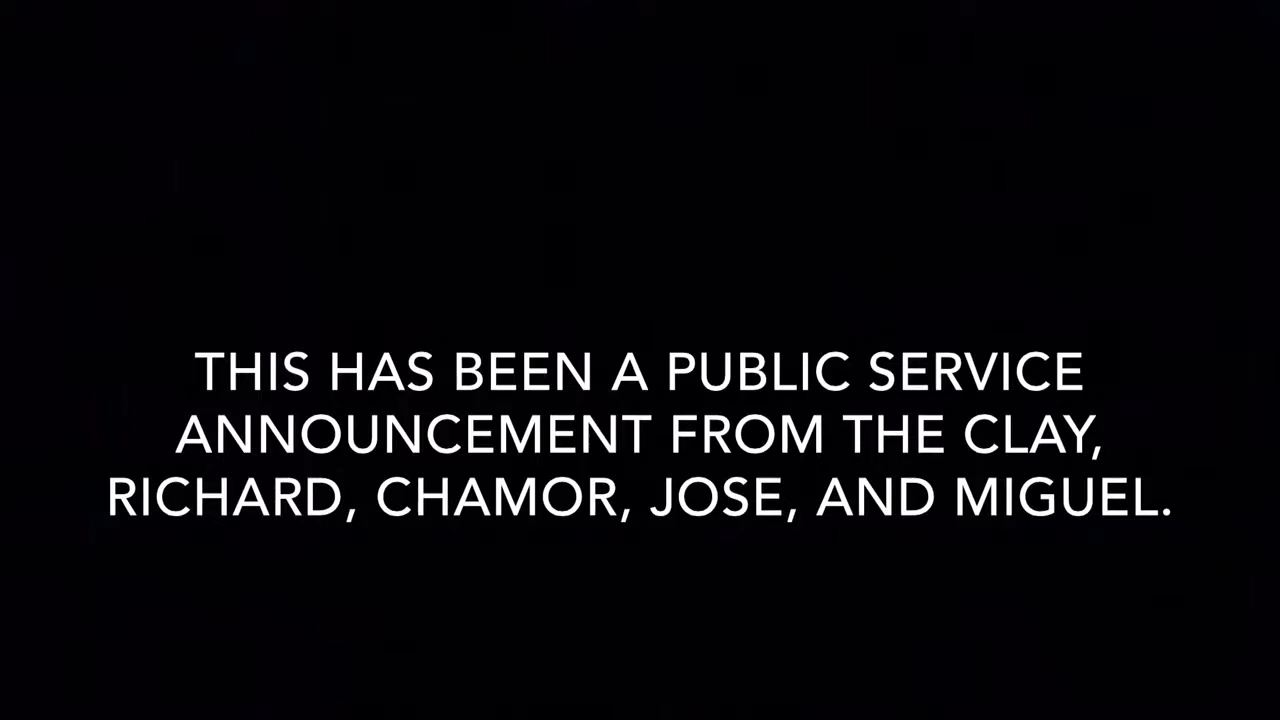 THIS HAS BEEN A PUBLIC SERVICE
ANNOUNCEMENT FROM THE CLAY,
RICHARD, CHAMOR, JOSE, AND MIGUEL.